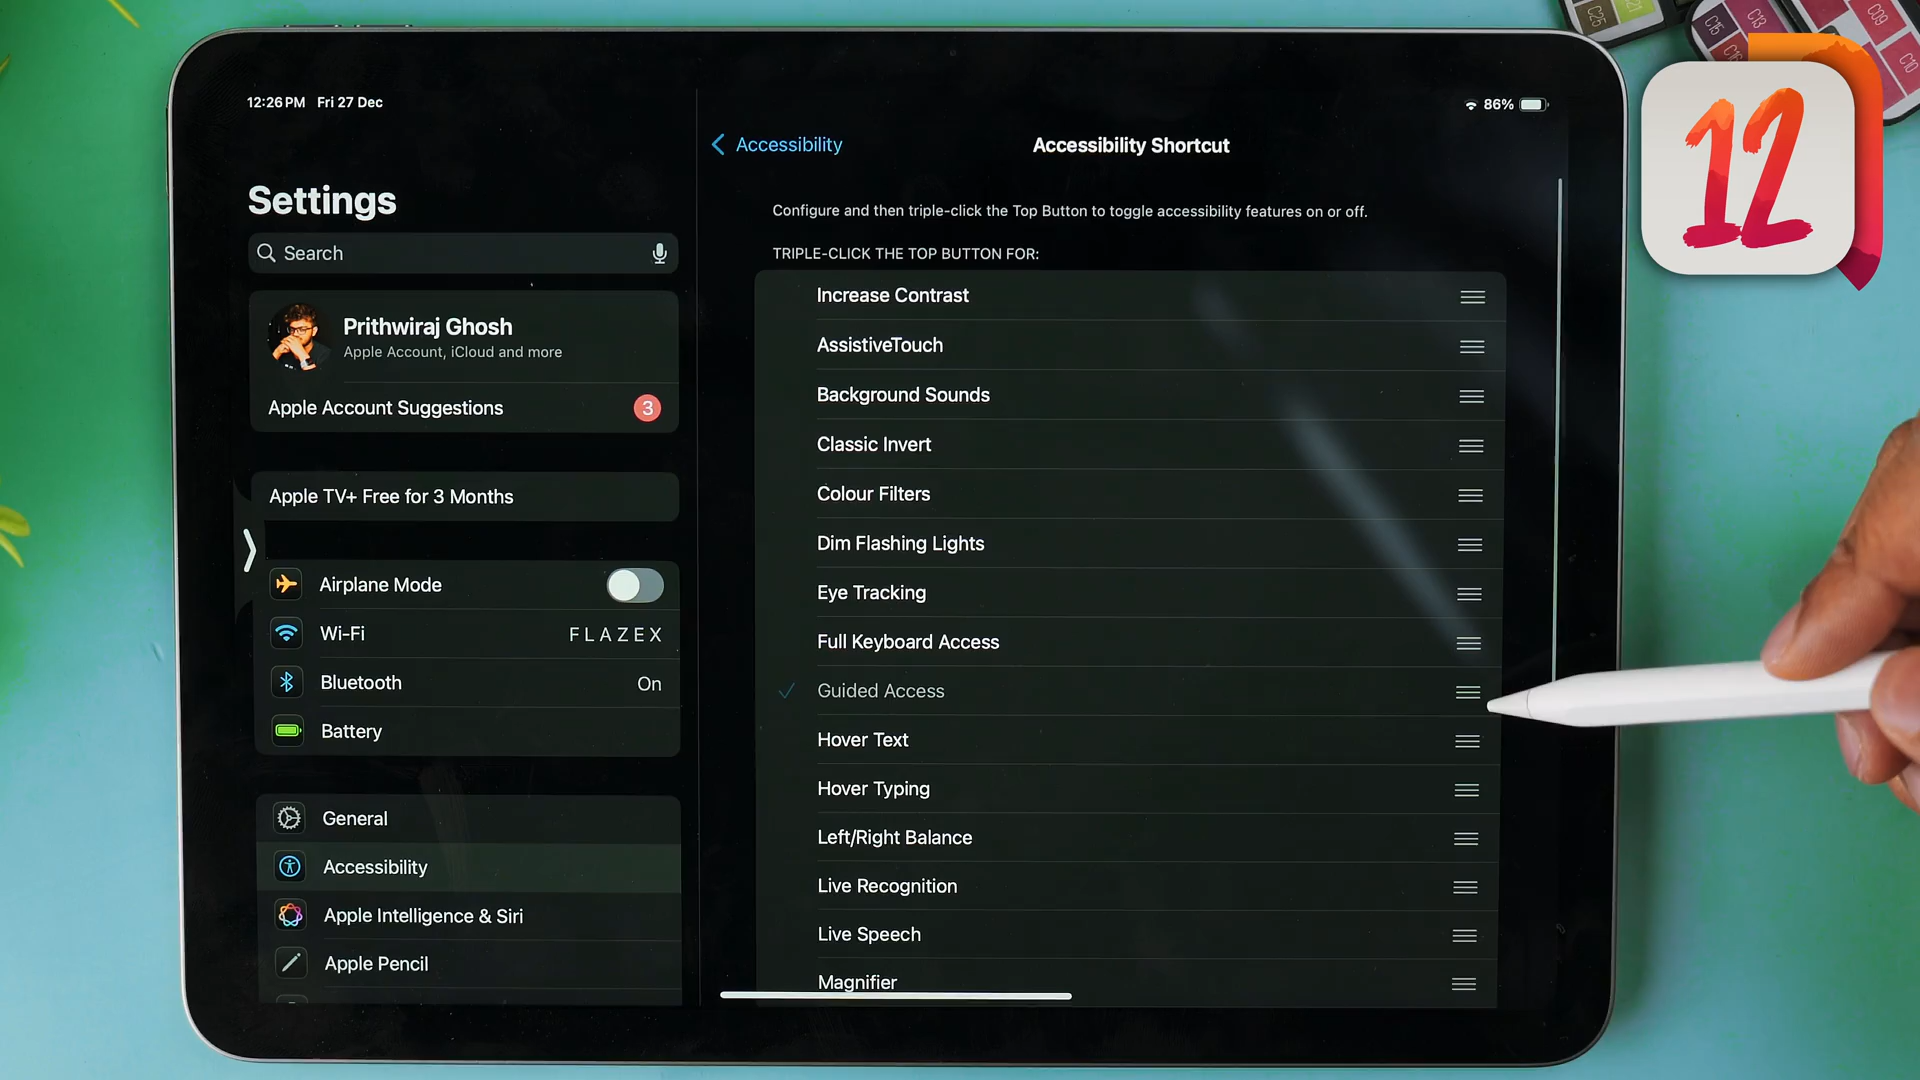 12:26 PM Fri 27 Dec
86%
Settings
Search
Prithwiraj Ghosh
Apple Account, iCloud and more
Apple Account Suggestions
3
Apple TV+ Free for 3 Months
Airplane Mode
Wi-Fi
FLAZEX
Bluetooth
On
Battery
General
Accessibility
Apple Intelligence & Siri
Apple Pencil
Accessibility
Accessibility Shortcut
Configure and then triple-click the Top Button to toggle accessibility features on or off.
TRIPLE-CLICK THE TOP BUTTON FOR:
Increase Contrast
AssistiveTouch
Background Sounds
Classic Invert
Colour Filters
Dim Flashing Lights
Eye Tracking
Full Keyboard Access
Guided Access
Hover Text
Hover Typing
Left/Right Balance
Live Recognition
Live Speech
Magnifier
12
C25
C15
C13
C09
C10